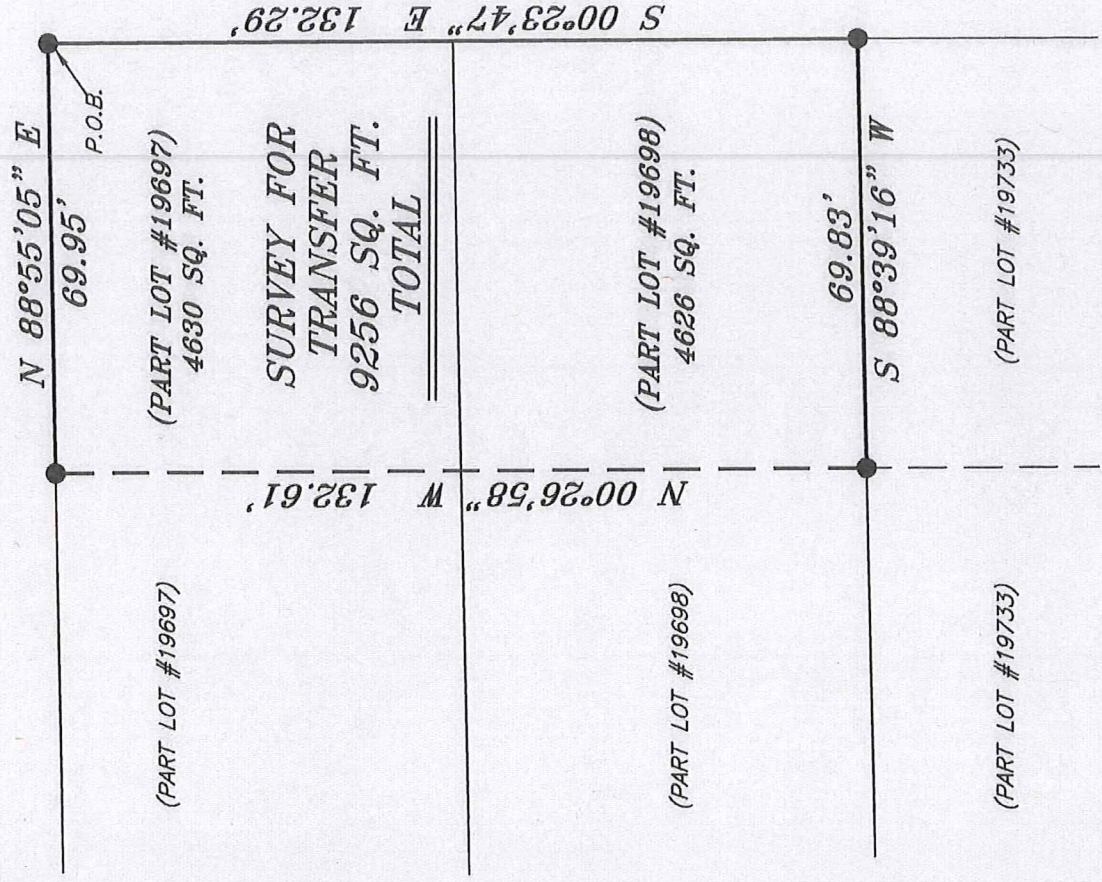 N 88°55'05" E
69.95'
P.O.B.
S 00°23'47" E 132.29'
(PART LOT #19697)
4630 SQ. FT.
SURVEY FOR
TRANSFER
9256 SQ. FT.
TOTAL
N 00°26'58" W 132.61'
(PART LOT #19697)
(PART LOT #19698)
4626 SQ. FT.
(PART LOT #19698)
69.83'
S 88°39'16" W
(PART LOT #19733)
(PART LOT #19733)